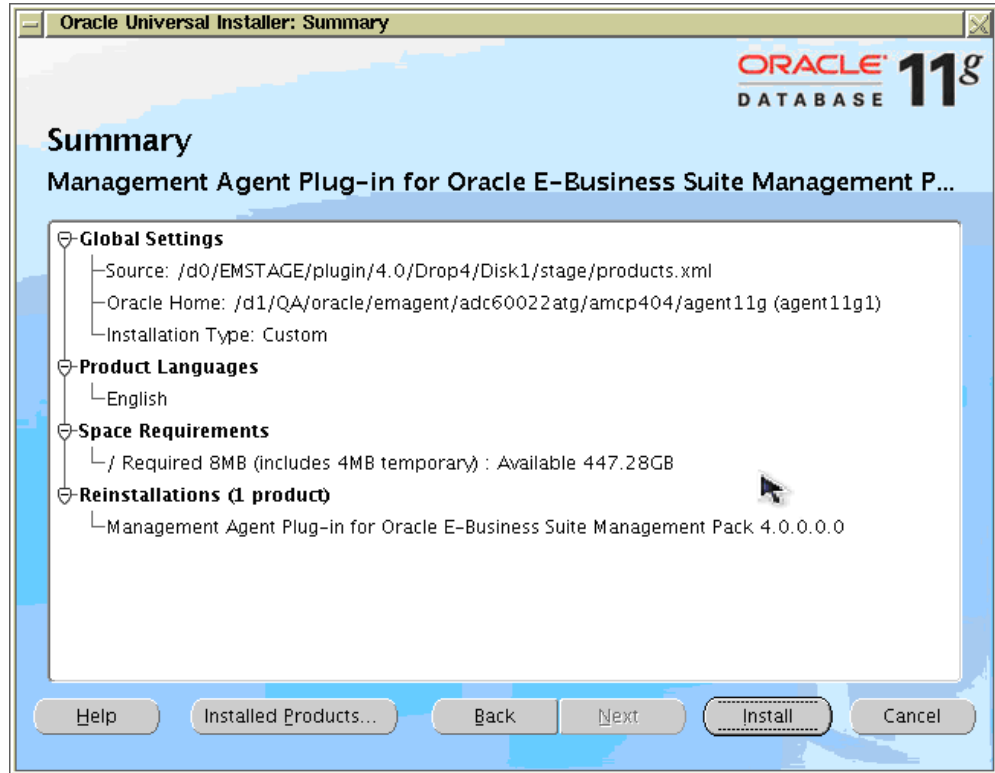 Oracle Universal Installer: Summary
ORACLE 11g
DATABASE
Summary
Management Agent Plug-in for Oracle E-Business Suite Management P...
Global Settings
Source: /d0/EMSTAGE/plugin/4.0/Drop4/Disk1/stage/products.xml
Oracle Home: /d1/QA/oracle/emagent/adc60022atg/amcp404/agent11g (agent11g1)
Installation Type: Custom
Product Languages
English
Space Requirements
/ Required 8MB (includes 4MB temporary) : Available 447.28GB
Reinstallations (1 product)
Management Agent Plug-in for Oracle E-Business Suite Management Pack 4.0.0.0.0
Help Installed Products... Back Next Install Cancel